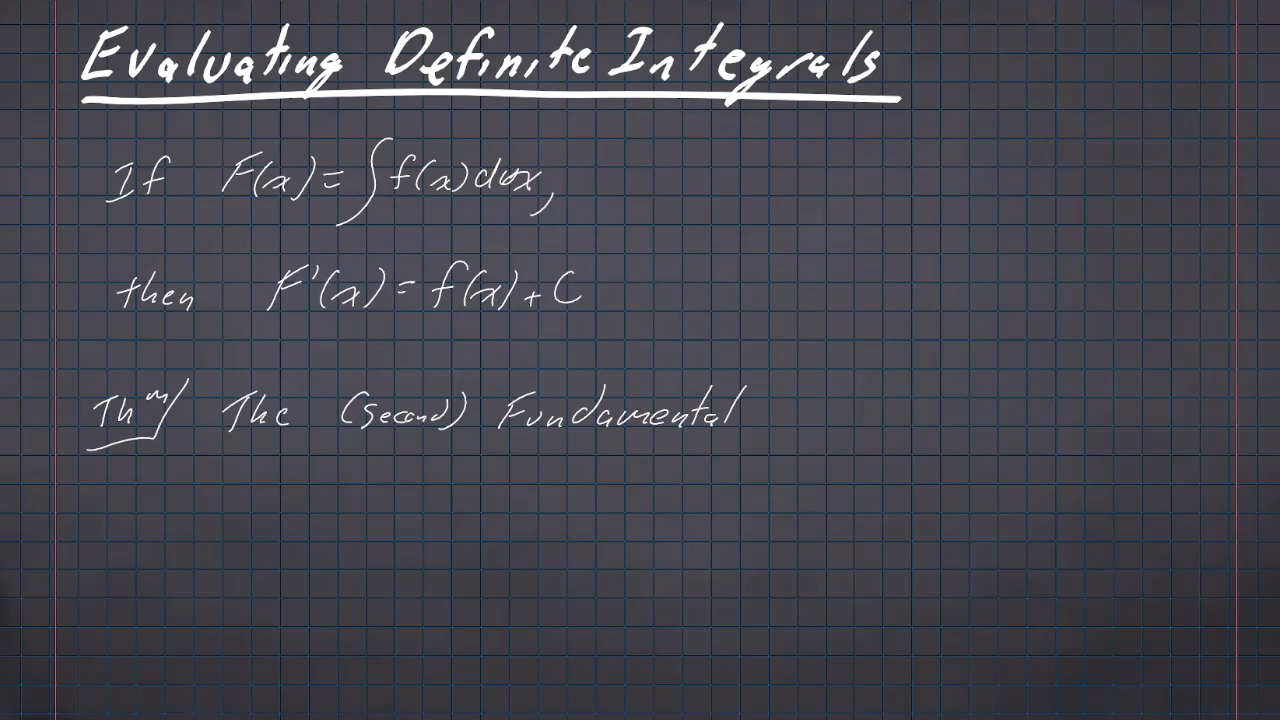 Evaluating Definite Integrals
If F(x) = ∫ f(x) dx,
then F'(x) = f(x) + C
Thᵐ/ The (second) Fundamental